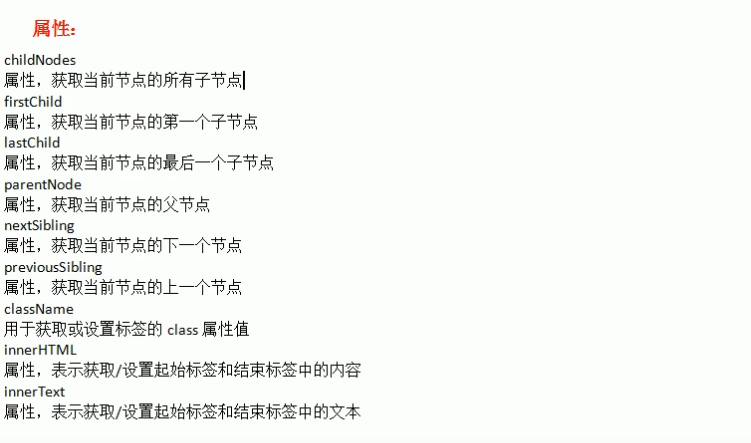 属性：
childNodes
属性，获取当前节点的所有子节点
firstChild
属性，获取当前节点的第一个子节点
lastChild
属性，获取当前节点的最后一个子节点
parentNode
属性，获取当前节点的父节点
nextSibling
属性，获取当前节点的下一个节点
previousSibling
属性，获取当前节点的上一个节点
className
用于获取或设置标签的 class 属性值
innerHTML
属性，表示获取/设置起始标签和结束标签中的内容
innerText
属性，表示获取/设置起始标签和结束标签中的文本